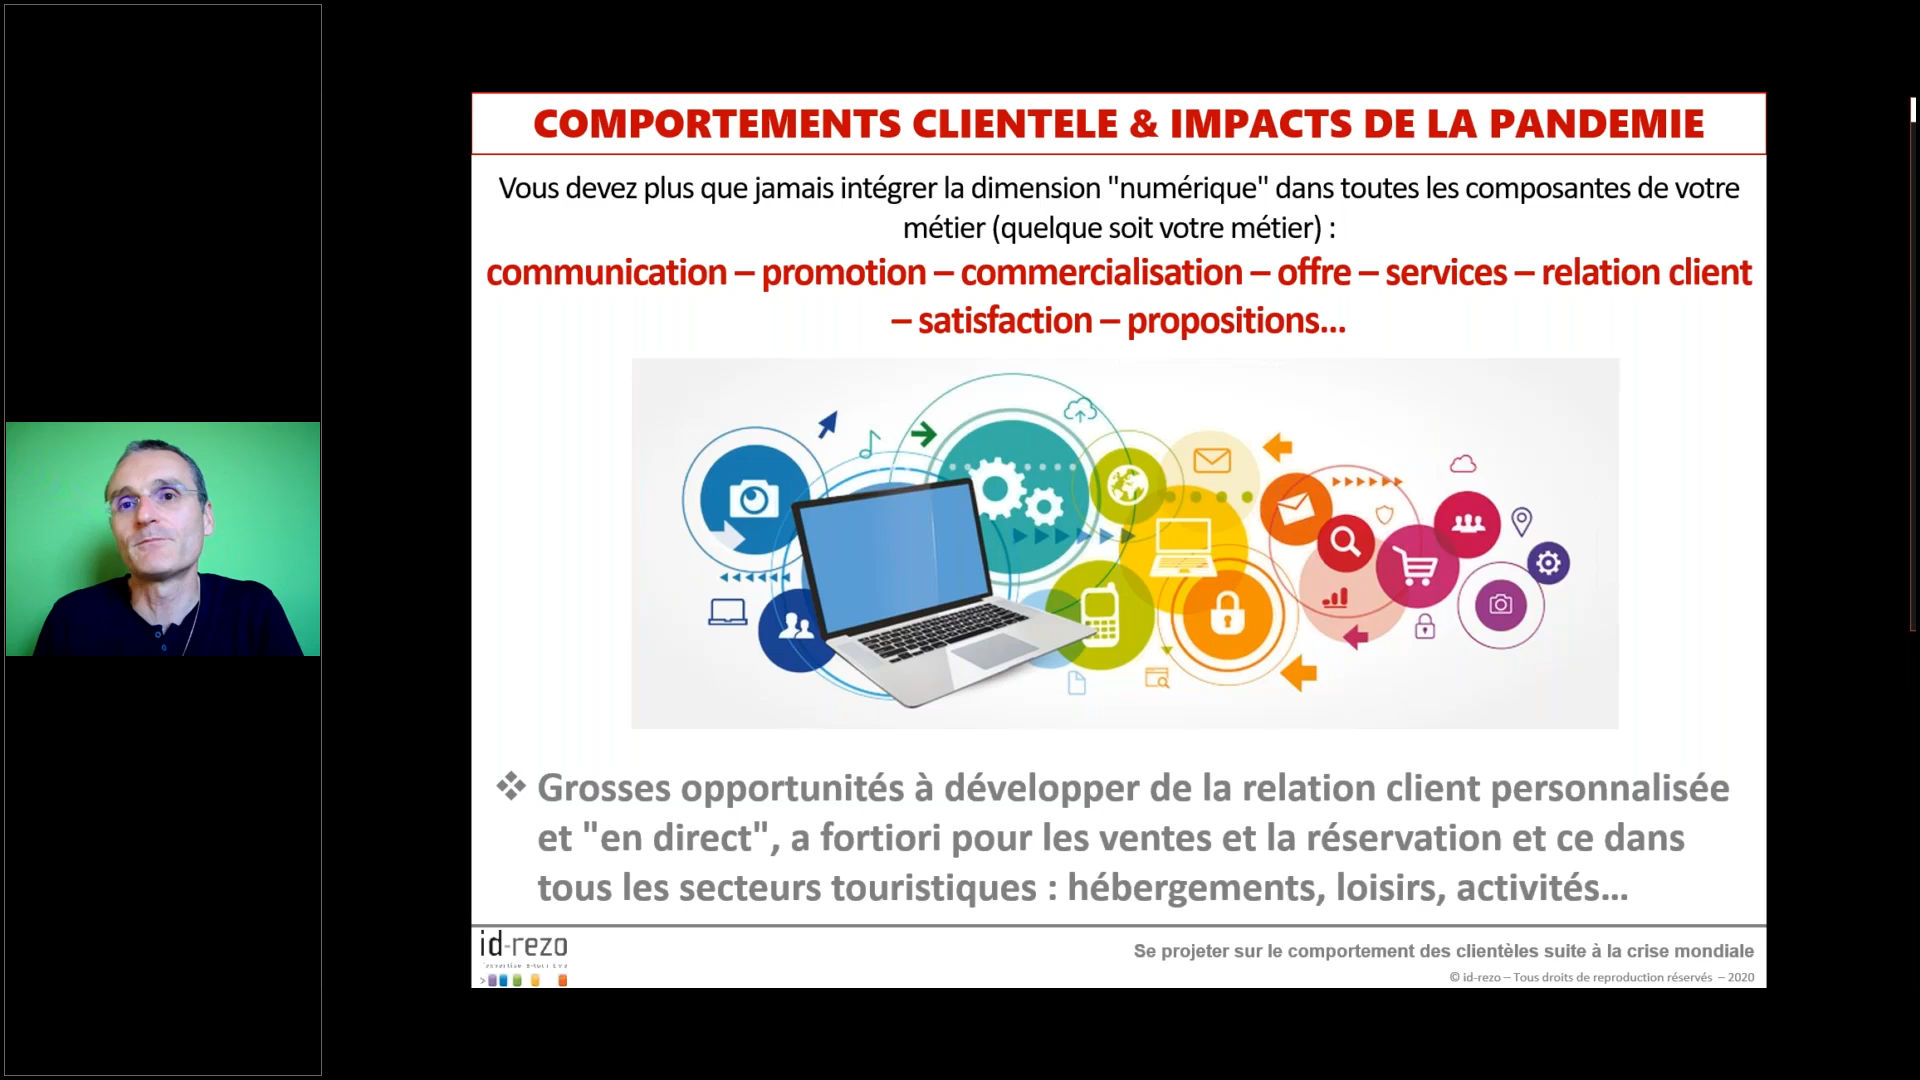 COMPORTEMENTS CLIENTELE & IMPACTS DE LA PANDEMIE
Vous devez plus que jamais intégrer la dimension "numérique" dans toutes les composantes de votre
métier (quelque soit votre métier) :
communication – promotion – commercialisation – offre – services – relation client
– satisfaction – propositions...
❖ Grosses opportunités à développer de la relation client personnalisée
et "en direct", a fortiori pour les ventes et la réservation et ce dans
tous les secteurs touristiques : hébergements, loisirs, activités...
id-rezo
Se projeter sur le comportement des clientèles suite à la crise mondiale
© id-rezo – Tous droits de reproduction réservés – 2020